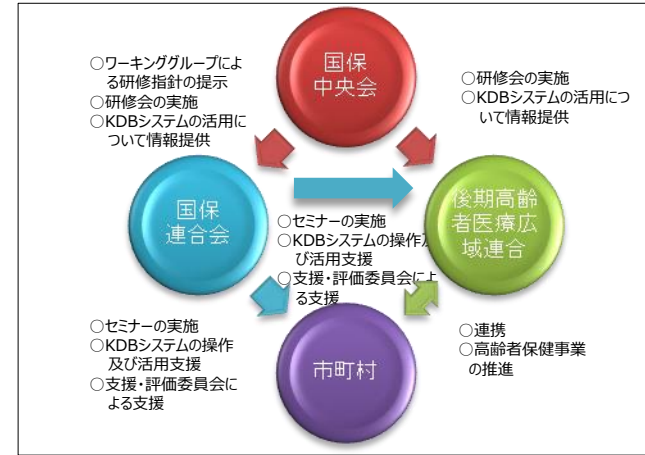 国保
中央会
○ワーキンググループによ
る研修指針の提示
○研修会の実施
○KDBシステムの活用に
ついて情報提供
○研修会の実施
○KDBシステムの活用につ
いて情報提供
国保
連合会
後期高齢
者医療広
域連合
○セミナーの実施
○KDBシステムの操作及
び活用支援
○支援・評価委員会によ
る支援
○セミナーの実施
○KDBシステムの操作
及び活用支援
○支援・評価委員会に
よる支援
市町村
○連携
○高齢者保健事業
の推進